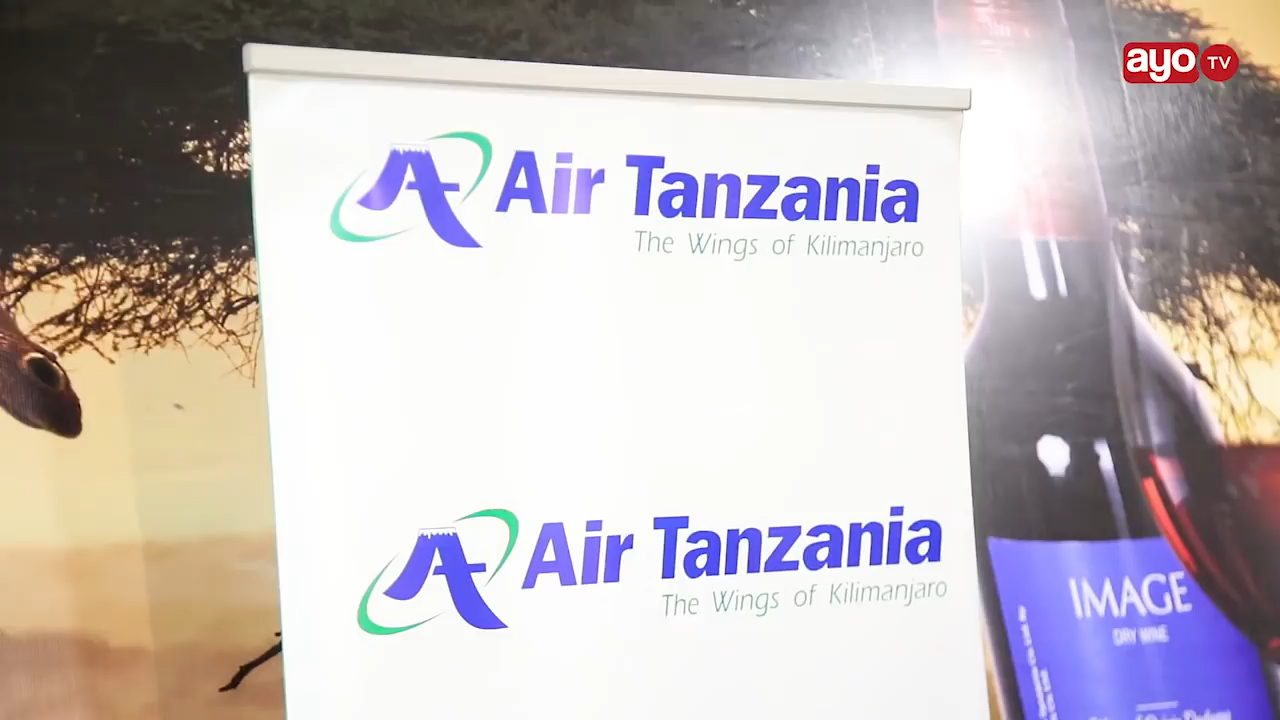 ayo TV
Air Tanzania
The Wings of Kilimanjaro
Air Tanzania
The Wings of Kilimanjaro
IMAGE
DRY WINE